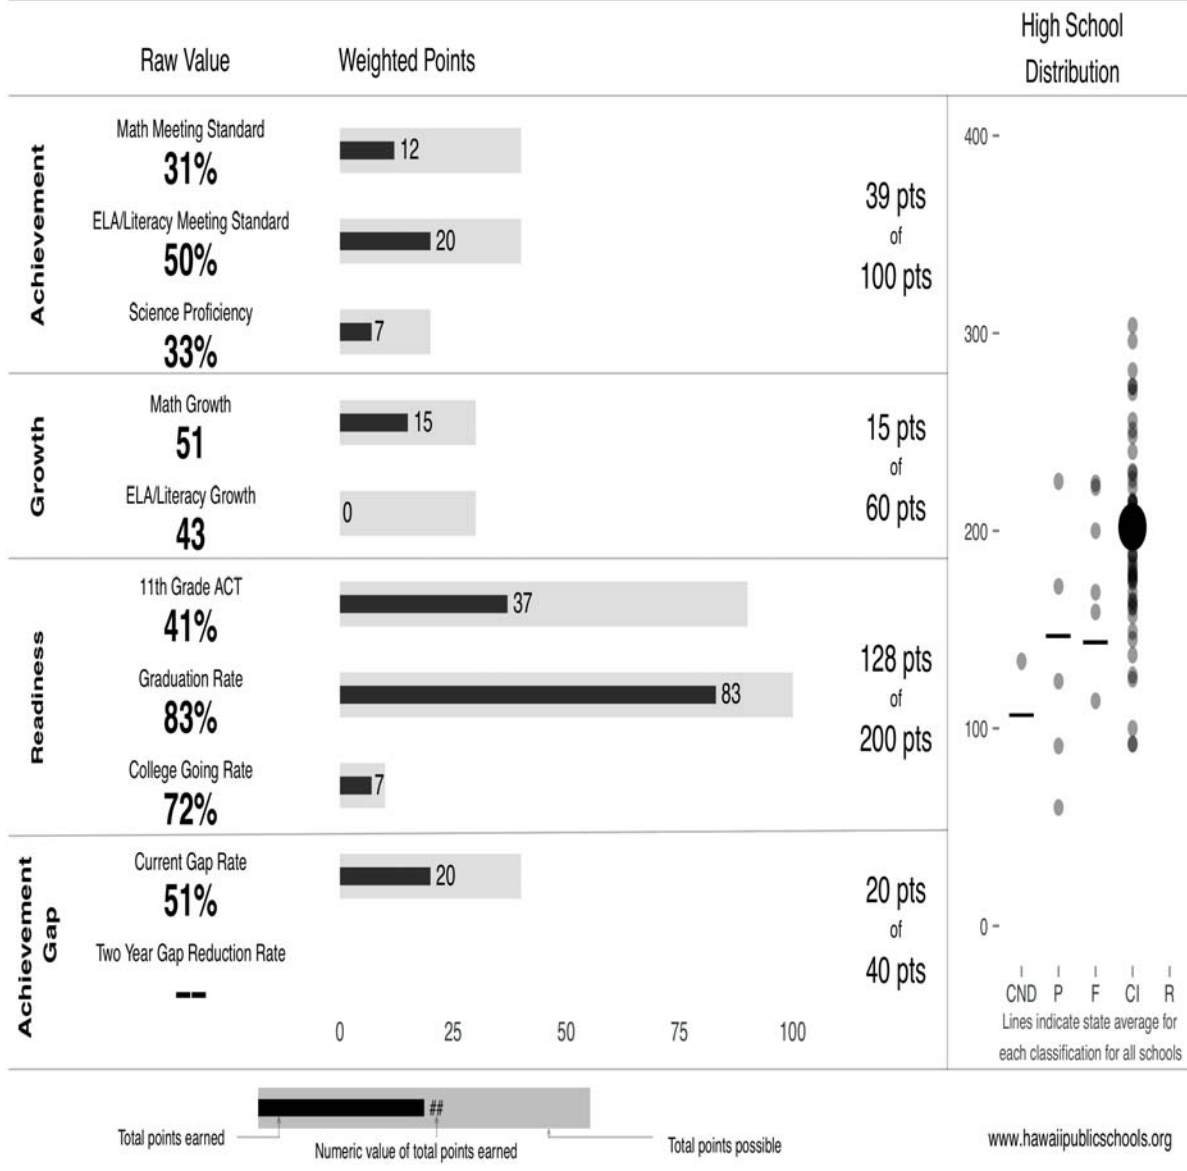 Raw Value
Weighted Points
High School
Distribution
Achievement
Math Meeting Standard
31%
12
ELA/Literacy Meeting Standard
50%
20
Science Proficiency
33%
7
39 pts
of
100 pts
Growth
Math Growth
51
15
ELA/Literacy Growth
43
0
15 pts
of
60 pts
Readiness
11th Grade ACT
41%
37
Graduation Rate
83%
83
College Going Rate
72%
7
128 pts
of
200 pts
Achievement
Gap
Current Gap Rate
51%
20
Two Year Gap Reduction Rate
--
20 pts
of
40 pts
0 25 50 75 100
400
300
200
100
0
CND P F CI R
Lines indicate state average for
each classification for all schools
##
Total points earned
Numeric value of total points earned
Total points possible
www.hawaiipublicschools.org